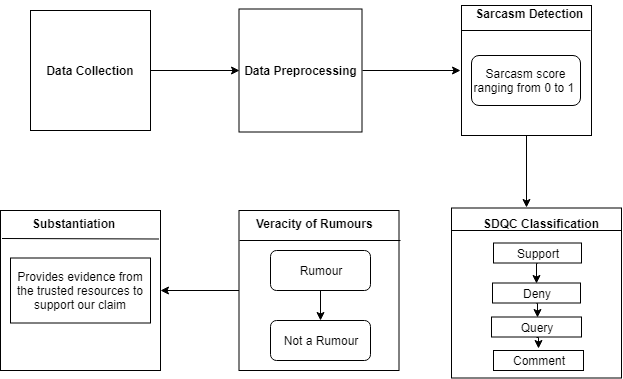 Data Collection
Data Preprocessing
Sarcasm Detection
Sarcasm score
ranging from 0 to 1
Substantiation
Provides evidence from
the trusted resources to
support our claim
Veracity of Rumours
Rumour
Not a Rumour
SDQC Classification
Support
Deny
Query
Comment